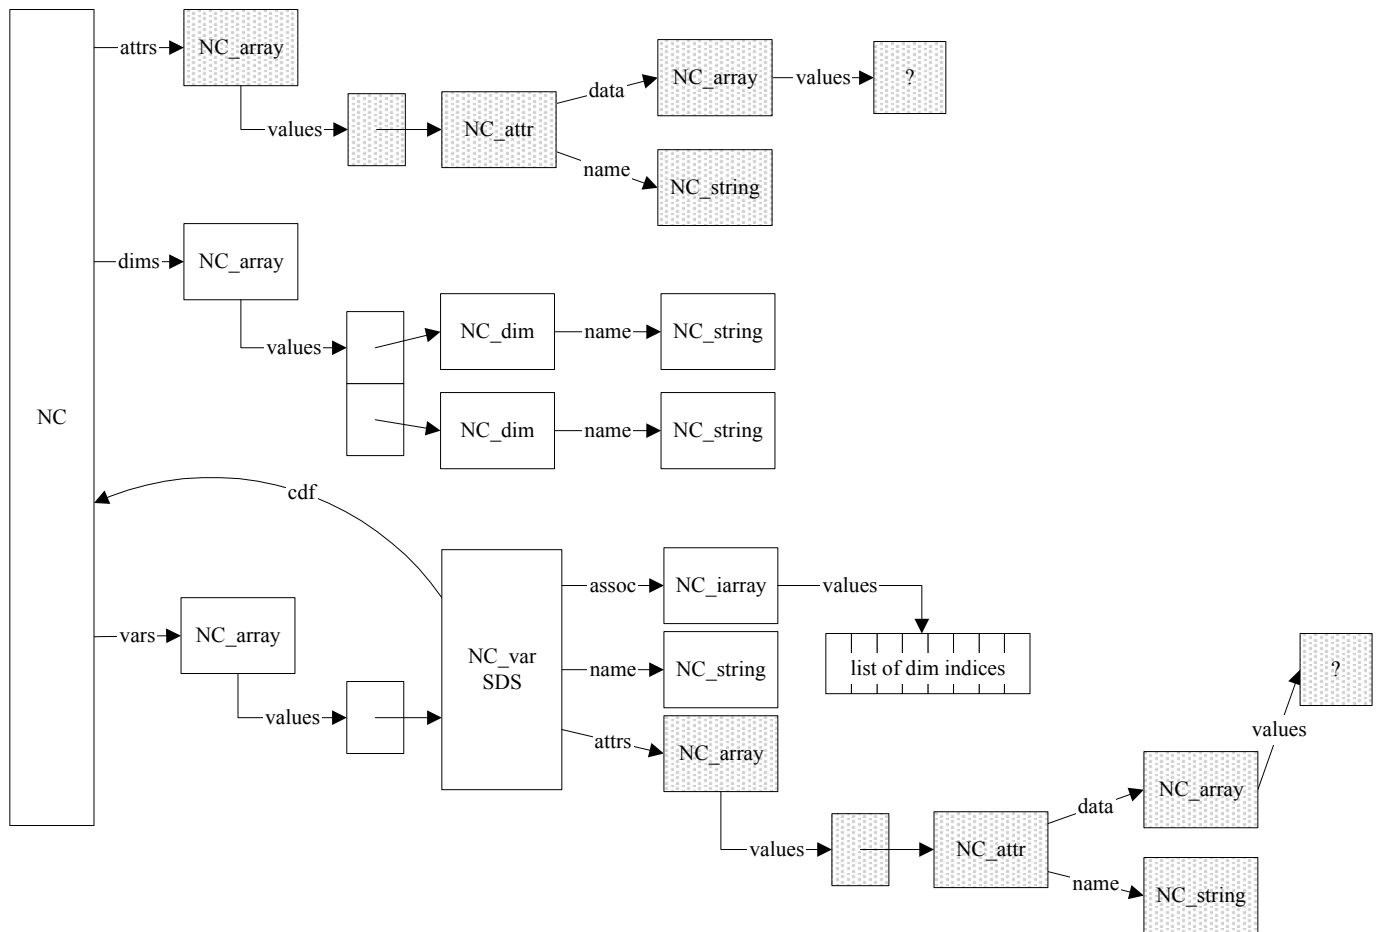 attrs
NC_array
values
NC_attr
data
NC_array
values
?
name
NC_string
dims
NC_array
values
NC_dim
name
NC_string
NC_dim
name
NC_string
NC
cdf
vars
NC_array
values
NC_var
SDS
assoc
NC_iarray
values
list of dim indices
name
NC_string
attrs
NC_array
values
NC_attr
data
NC_array
values
?
name
NC_string